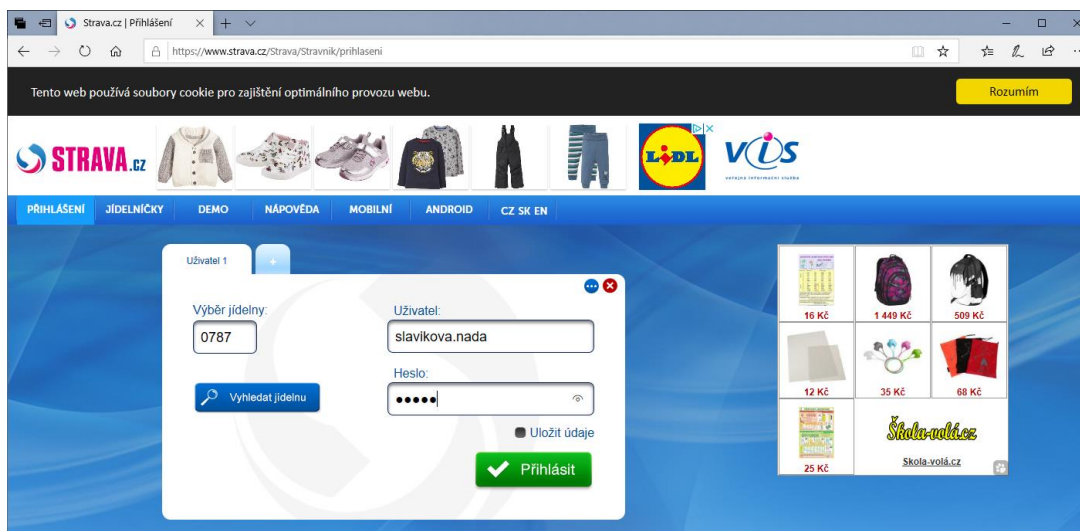 Strava.cz | Přihlášení
https://www.strava.cz/Strava/Stravnik/prihlaseni
Tento web používá soubory cookie pro zajištění optimálního provozu webu.
Rozumím
STRAVA.cz
LIDL
VIS
veřejná informační služba
PŘIHLÁŠENÍ JÍDELNÍČKY DEMO NÁPOVĚDA MOBILNÍ ANDROID CZ SK EN
Uživatel 1
+
Výběr jídelny:
0787
Uživatel:
slavikova.nada
Vyhledat jídelnu
Heslo:
•••••
Uložit údaje
Přihlásit
16 Kč 1 449 Kč 509 Kč
12 Kč 35 Kč 68 Kč
25 Kč
Škola-volá.cz
Skola-volá.cz